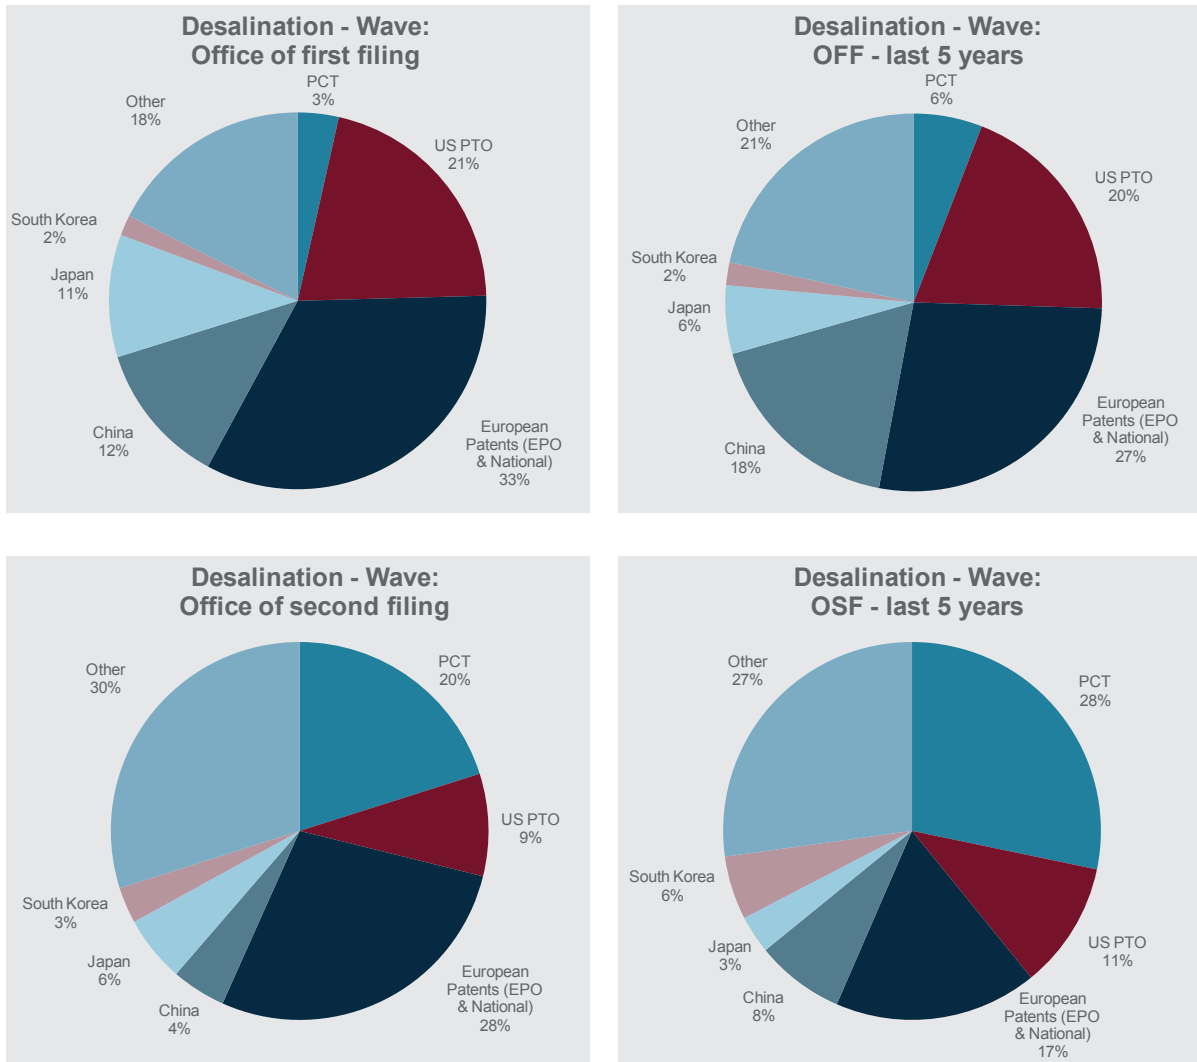 Desalination - Wave:
Office of first filing
PCT
3%
US PTO
21%
European
Patents (EPO
& National)
33%
China
12%
Japan
11%
South Korea
2%
Other
18%
Desalination - Wave:
OFF - last 5 years
PCT
6%
US PTO
20%
European
Patents (EPO
& National)
27%
China
18%
Japan
6%
South Korea
2%
Other
21%
Desalination - Wave:
Office of second filing
PCT
20%
US PTO
9%
European
Patents (EPO
& National)
28%
China
4%
Japan
6%
South Korea
3%
Other
30%
Desalination - Wave:
OSF - last 5 years
PCT
28%
US PTO
11%
European
Patents (EPO
& National)
17%
China
8%
Japan
3%
South Korea
6%
Other
27%